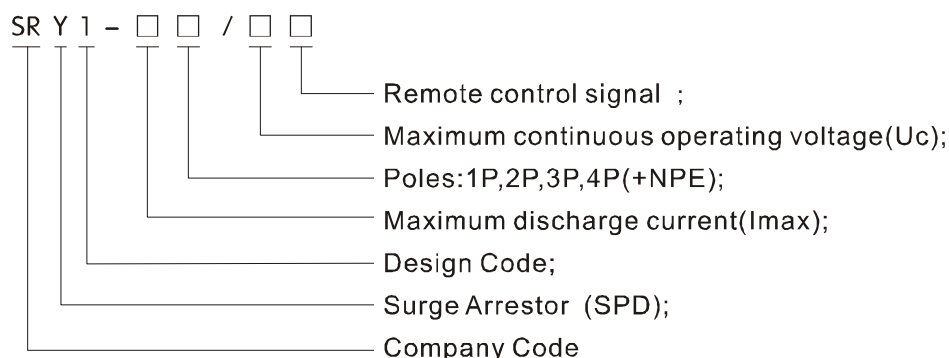 SR Y 1 - □ □ / □ □
Remote control signal ;
Maximum continuous operating voltage(Uc);
Poles:1P,2P,3P,4P(+NPE);
Maximum discharge current(Imax);
Design Code;
Surge Arrestor (SPD);
Company Code